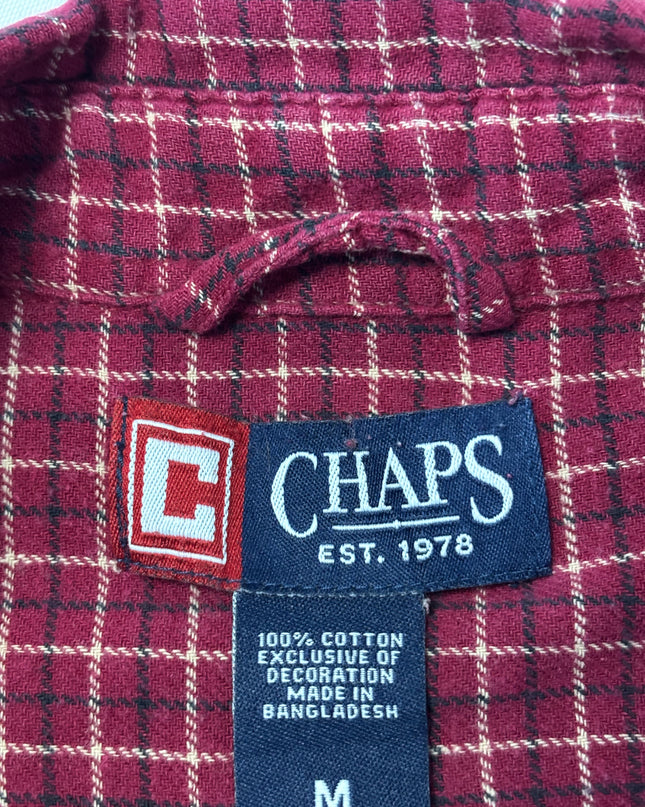 C
CHAPS
EST. 1978
100% COTTON
EXCLUSIVE OF
DECORATION
MADE IN
BANGLADESH
M